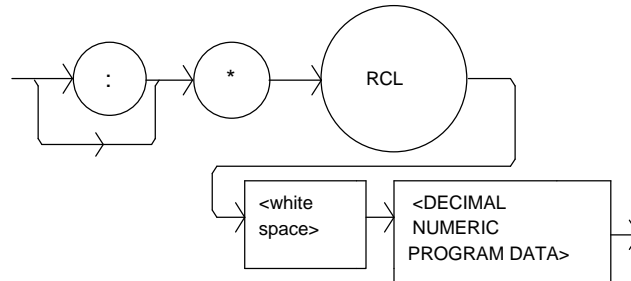 :
*
RCL
<white
space>
<DECIMAL
NUMERIC
PROGRAM DATA>